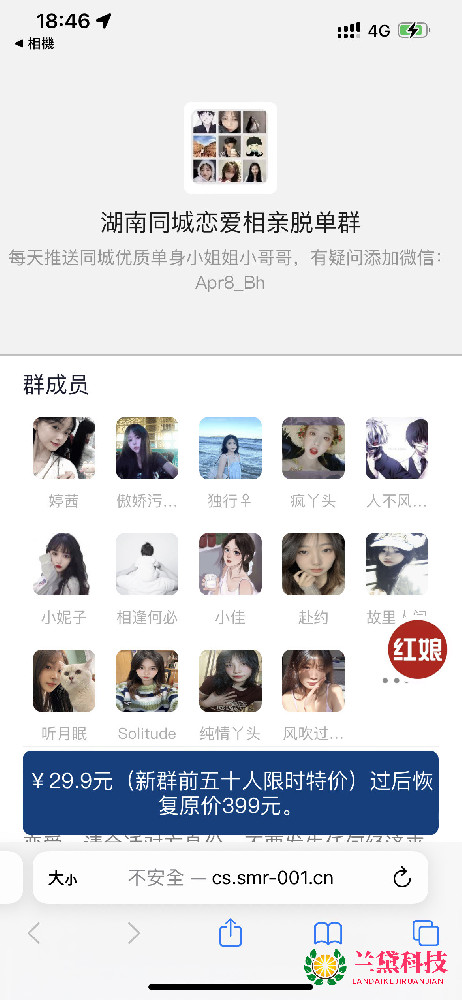 18:46
4G
◀ 相機
湖南同城恋爱相亲脱单群
每天推送同城优质单身小姐姐小哥哥，有疑问添加微信：
Apr8_Bh
群成员
婷茜 傲娇污... 独行♀ 疯丫头 人不风...
小妮子 相逢何必 小佳 赴约 故里
红娘
听月眠 Solitude 纯情丫头 风吹过...
￥29.9元（新群前五十人限时特价）过后恢
复原价399元。
大小 不安全 — cs.smr-001.cn
兰黛科技
LANDAIKEJIRUANJIAN